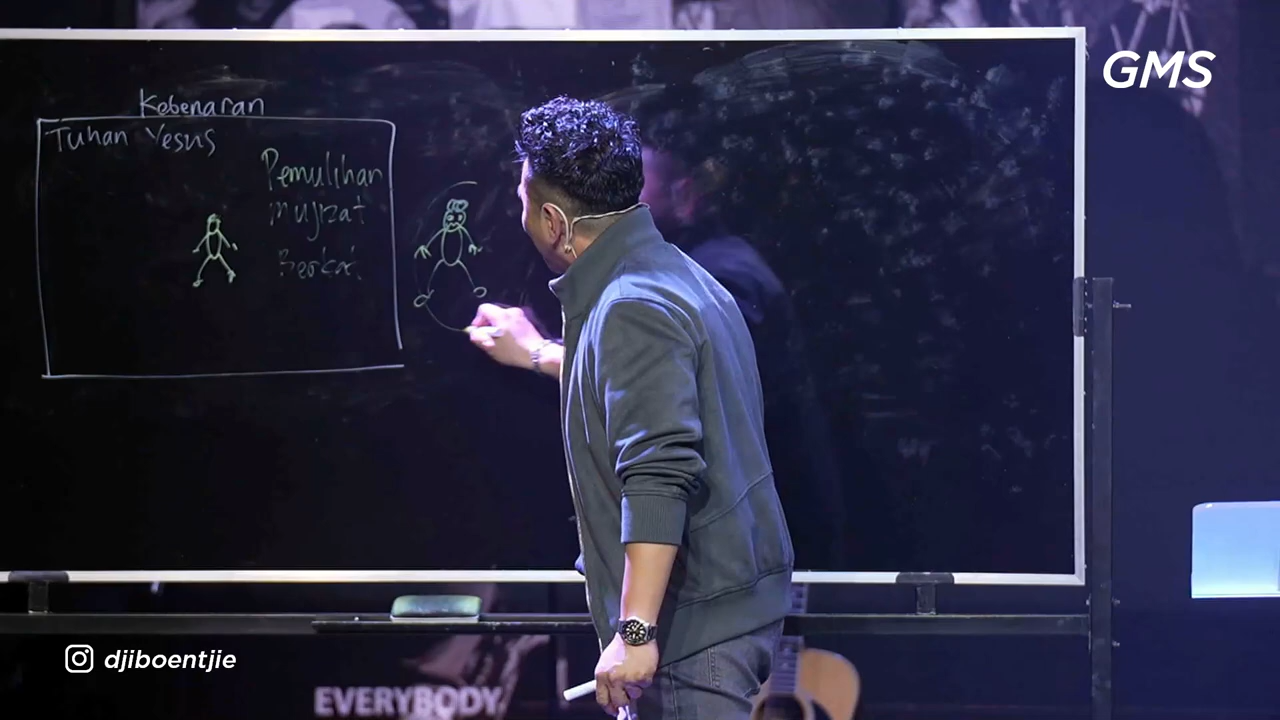 GMS
Kebenaran
Tuhan Yesus
Pemulihan
Mujizat
Berkat
djiboentjie
EVERYBODY